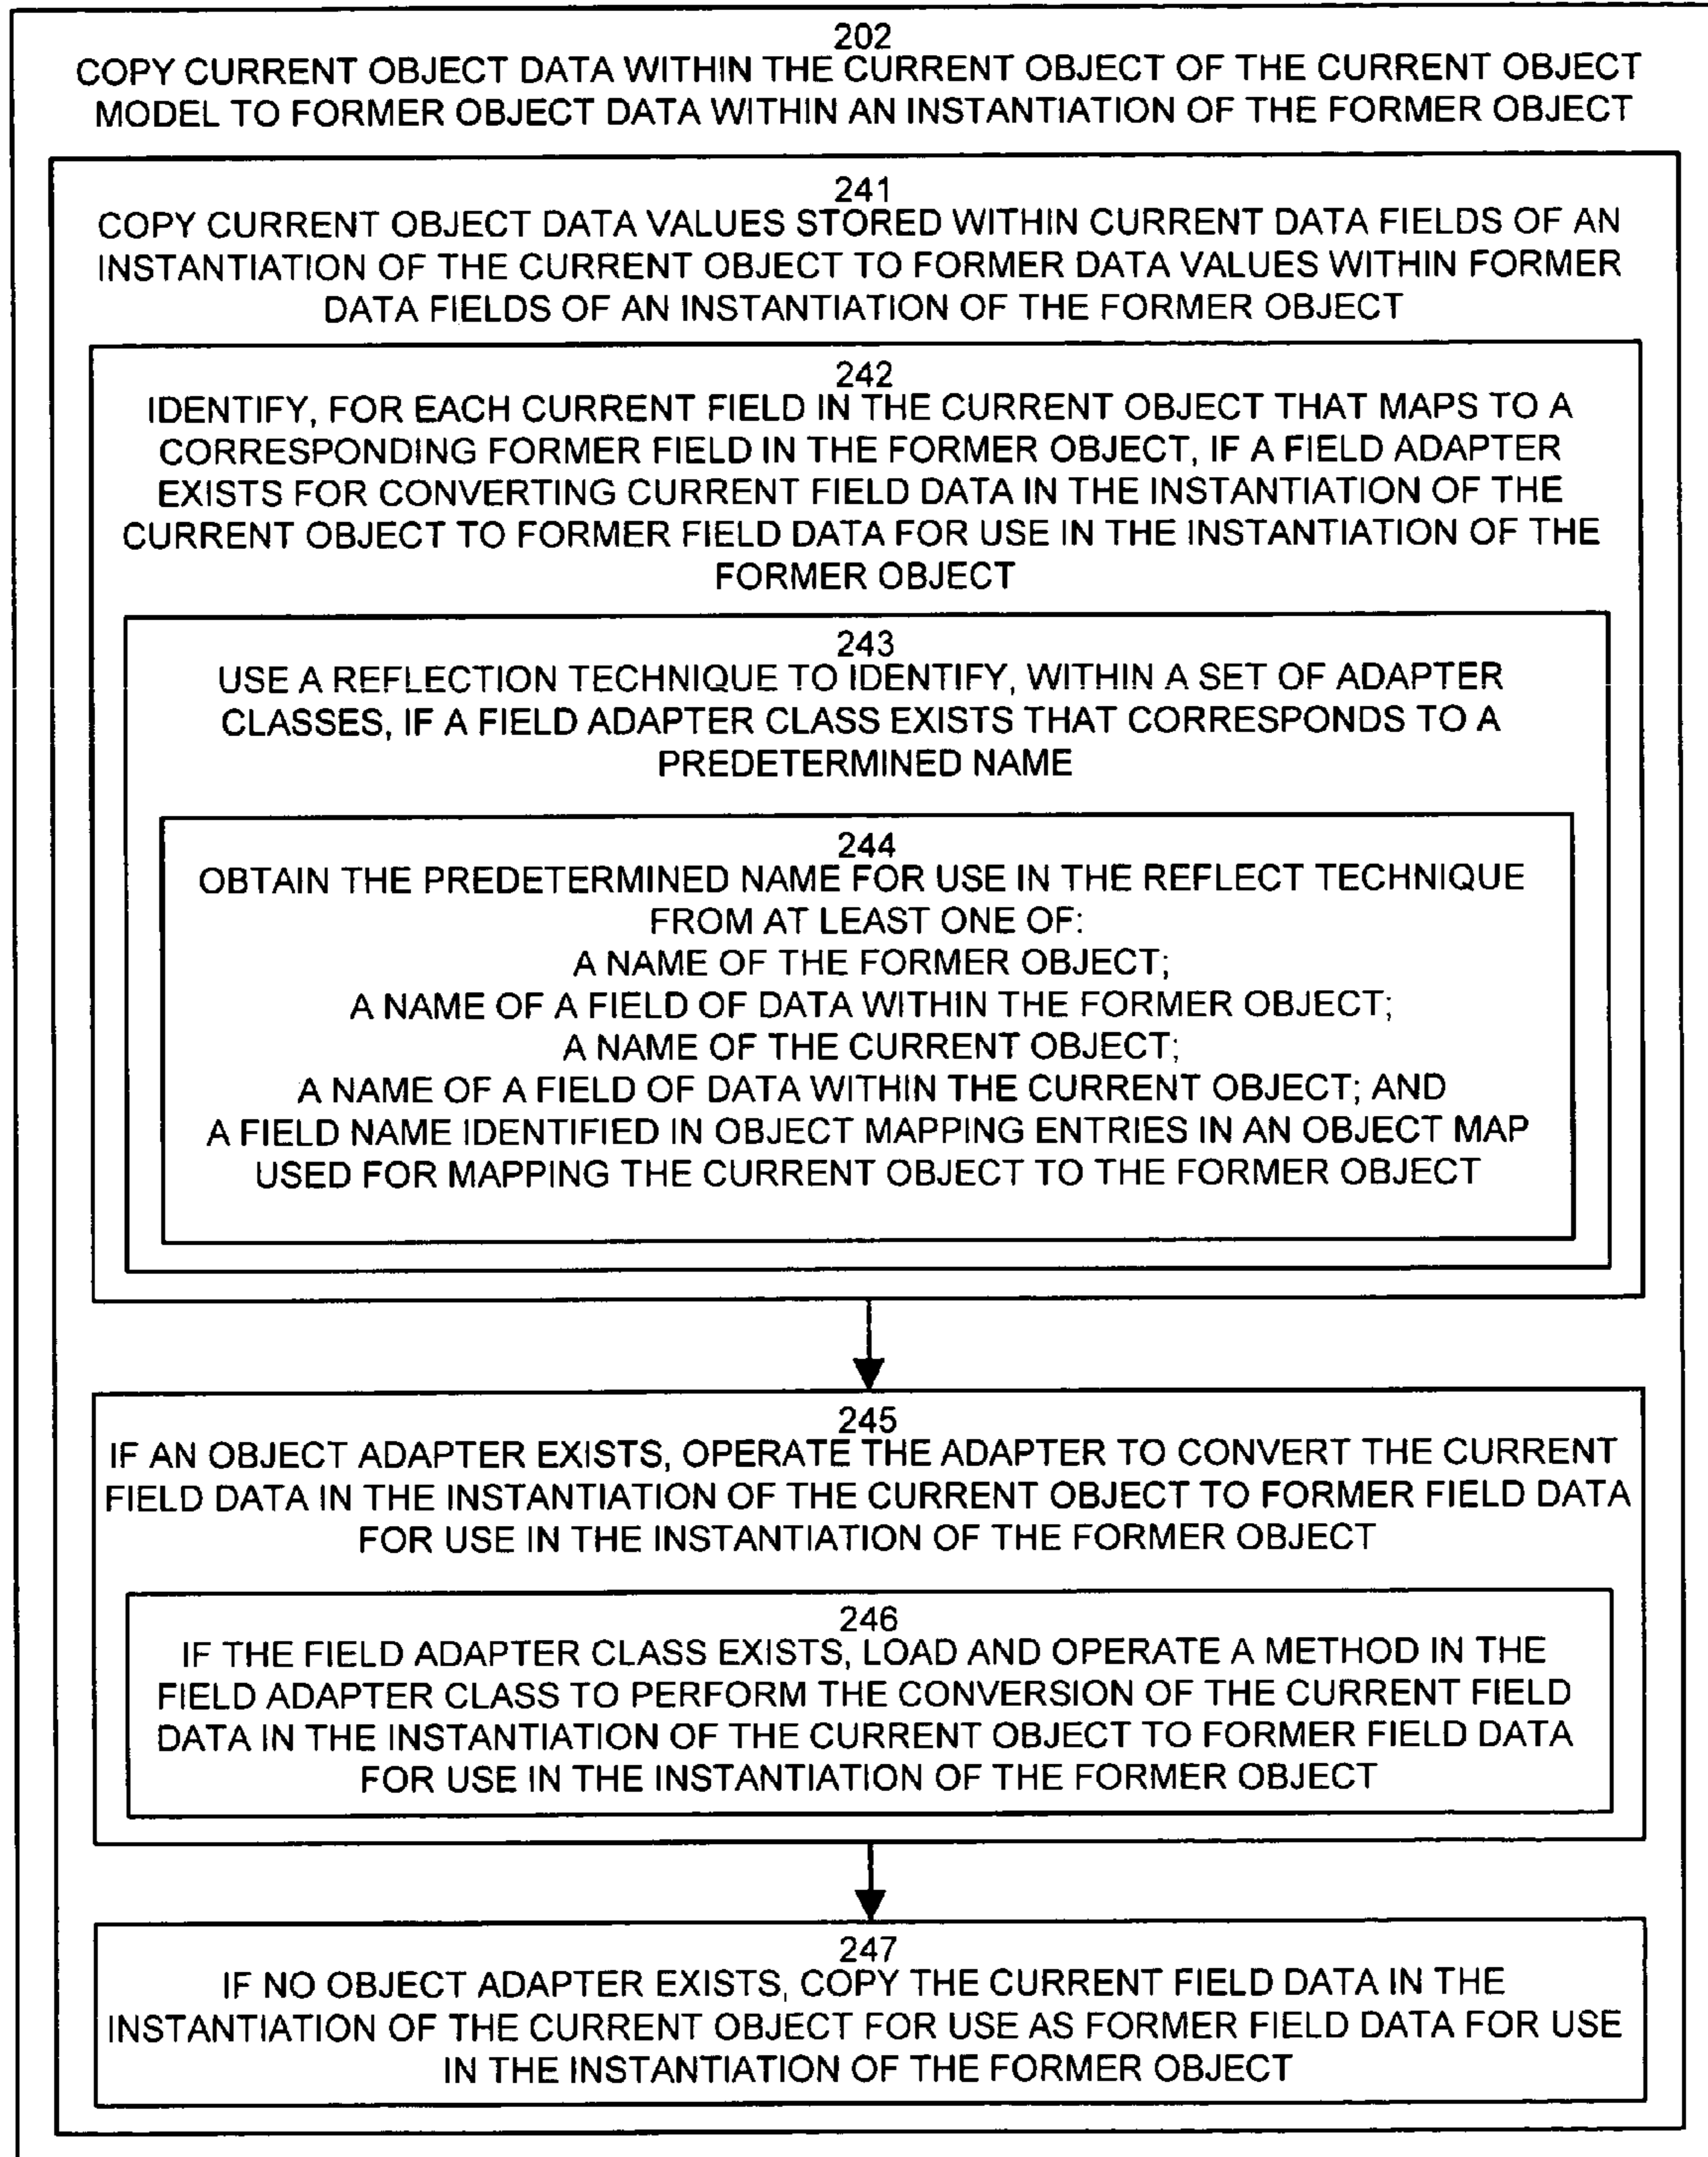 202
COPY CURRENT OBJECT DATA WITHIN THE CURRENT OBJECT OF THE CURRENT OBJECT
MODEL TO FORMER OBJECT DATA WITHIN AN INSTANTIATION OF THE FORMER OBJECT
241
COPY CURRENT OBJECT DATA VALUES STORED WITHIN CURRENT DATA FIELDS OF AN
INSTANTIATION OF THE CURRENT OBJECT TO FORMER DATA VALUES WITHIN FORMER
DATA FIELDS OF AN INSTANTIATION OF THE FORMER OBJECT
242
IDENTIFY, FOR EACH CURRENT FIELD IN THE CURRENT OBJECT THAT MAPS TO A
CORRESPONDING FORMER FIELD IN THE FORMER OBJECT, IF A FIELD ADAPTER
EXISTS FOR CONVERTING CURRENT FIELD DATA IN THE INSTANTIATION OF THE
CURRENT OBJECT TO FORMER FIELD DATA FOR USE IN THE INSTANTIATION OF THE
FORMER OBJECT
243
USE A REFLECTION TECHNIQUE TO IDENTIFY, WITHIN A SET OF ADAPTER
CLASSES, IF A FIELD ADAPTER CLASS EXISTS THAT CORRESPONDS TO A
PREDETERMINED NAME
244
OBTAIN THE PREDETERMINED NAME FOR USE IN THE REFLECT TECHNIQUE
FROM AT LEAST ONE OF:
A NAME OF THE FORMER OBJECT;
A NAME OF A FIELD OF DATA WITHIN THE FORMER OBJECT;
A NAME OF THE CURRENT OBJECT;
A NAME OF A FIELD OF DATA WITHIN THE CURRENT OBJECT; AND
A FIELD NAME IDENTIFIED IN OBJECT MAPPING ENTRIES IN AN OBJECT MAP
USED FOR MAPPING THE CURRENT OBJECT TO THE FORMER OBJECT
245
IF AN OBJECT ADAPTER EXISTS, OPERATE THE ADAPTER TO CONVERT THE CURRENT
FIELD DATA IN THE INSTANTIATION OF THE CURRENT OBJECT TO FORMER FIELD DATA
FOR USE IN THE INSTANTIATION OF THE FORMER OBJECT
246
IF THE FIELD ADAPTER CLASS EXISTS, LOAD AND OPERATE A METHOD IN THE
FIELD ADAPTER CLASS TO PERFORM THE CONVERSION OF THE CURRENT FIELD
DATA IN THE INSTANTIATION OF THE CURRENT OBJECT TO FORMER FIELD DATA
FOR USE IN THE INSTANTIATION OF THE FORMER OBJECT
247
IF NO OBJECT ADAPTER EXISTS, COPY THE CURRENT FIELD DATA IN THE
INSTANTIATION OF THE CURRENT OBJECT FOR USE AS FORMER FIELD DATA FOR USE
IN THE INSTANTIATION OF THE FORMER OBJECT